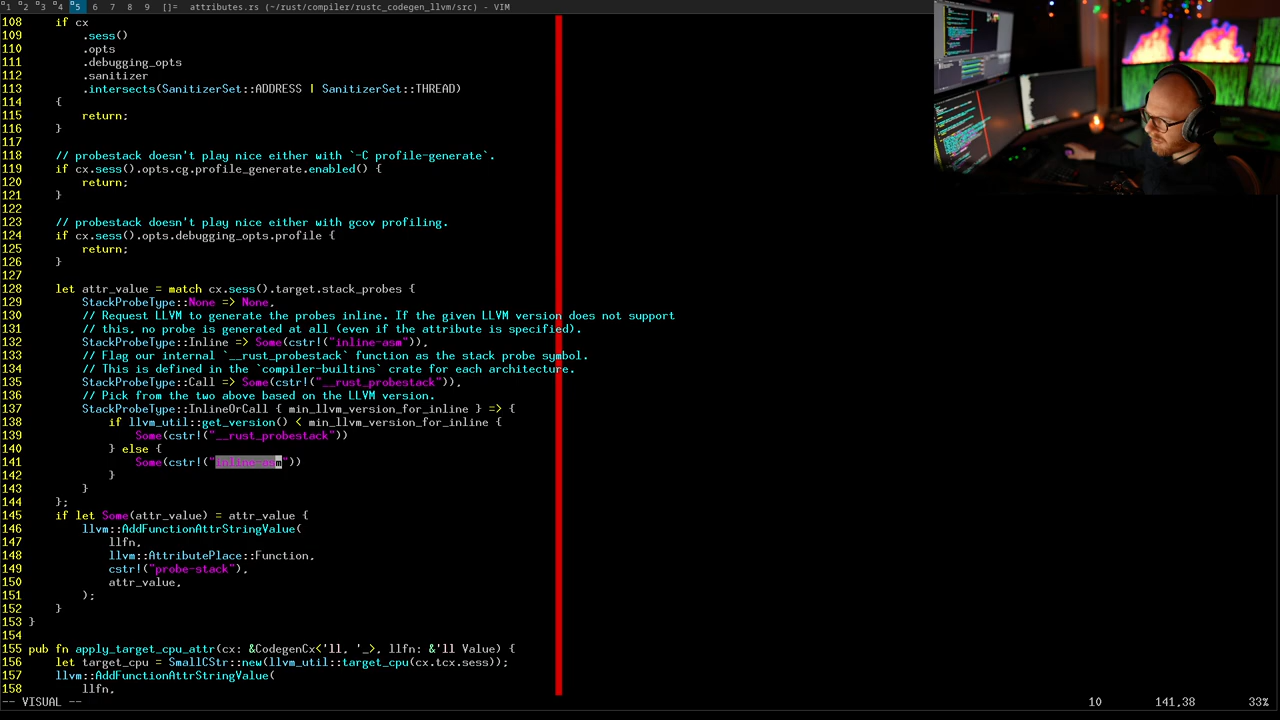 1 2 3 4 5 6 7 8 9 []= attributes.rs (~/rust/compiler/rustc_codegen_llvm/src) - VIM
108     if cx
109         .sess()
110         .opts
111         .debugging_opts
112         .sanitizer
113         .intersects(SanitizerSet::ADDRESS | SanitizerSet::THREAD)
114     {
115         return;
116     }
117
118     // probestack doesn't play nice either with `-C profile-generate`.
119     if cx.sess().opts.cg.profile_generate.enabled() {
120         return;
121     }
122
123     // probestack doesn't play nice either with gcov profiling.
124     if cx.sess().opts.debugging_opts.profile {
125         return;
126     }
127
128     let attr_value = match cx.sess().target.stack_probes {
129         StackProbeType::None => None,
130         // Request LLVM to generate the probes inline. If the given LLVM version does not support
131         // this, no probe is generated at all (even if the attribute is specified).
132         StackProbeType::Inline => Some(cstr!("inline-asm")),
133         // Flag our internal `__rust_probestack` function as the stack probe symbol.
134         // This is defined in the `compiler-builtins` crate for each architecture.
135         StackProbeType::Call => Some(cstr!("__rust_probestack")),
136         // Pick from the two above based on the LLVM version.
137         StackProbeType::InlineOrCall { min_llvm_version_for_inline } => {
138             if llvm_util::get_version() < min_llvm_version_for_inline {
139                 Some(cstr!("__rust_probestack"))
140             } else {
141                 Some(cstr!("inline-asm"))
142             }
143         }
144     };
145     if let Some(attr_value) = attr_value {
146         llvm::AddFunctionAttrStringValue(
147             llfn,
148             llvm::AttributePlace::Function,
149             cstr!("probe-stack"),
150             attr_value,
151         );
152     }
153 }
154
155 pub fn apply_target_cpu_attr(cx: &CodegenCx<'ll, '_>, llfn: &'ll Value) {
156     let target_cpu = SmallCStr::new(llvm_util::target_cpu(cx.tcx.sess));
157     llvm::AddFunctionAttrStringValue(
158         llfn,
-- VISUAL -- 10 141,38 33%